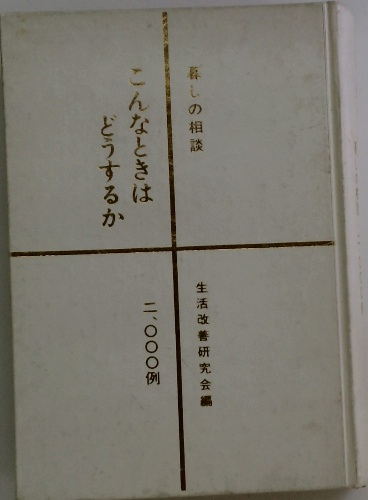 暮しの相談
こんなときは
どうするか
生活改善研究会編
二、〇〇〇例